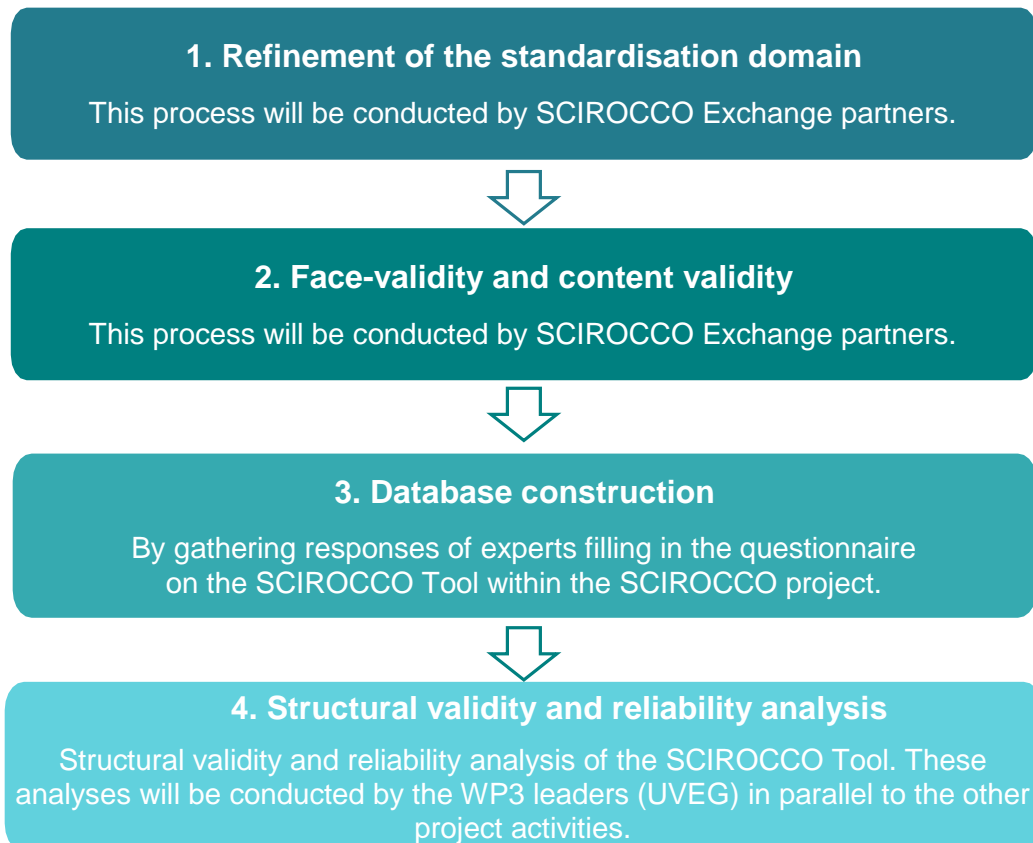 1. Refinement of the standardisation domain
This process will be conducted by SCIROCCO Exchange partners.
2. Face-validity and content validity
This process will be conducted by SCIROCCO Exchange partners.
3. Database construction
By gathering responses of experts filling in the questionnaire
on the SCIROCCO Tool within the SCIROCCO project.
4. Structural validity and reliability analysis
Structural validity and reliability analysis of the SCIROCCO Tool. These
analyses will be conducted by the WP3 leaders (UVEG) in parallel to the other
project activities.